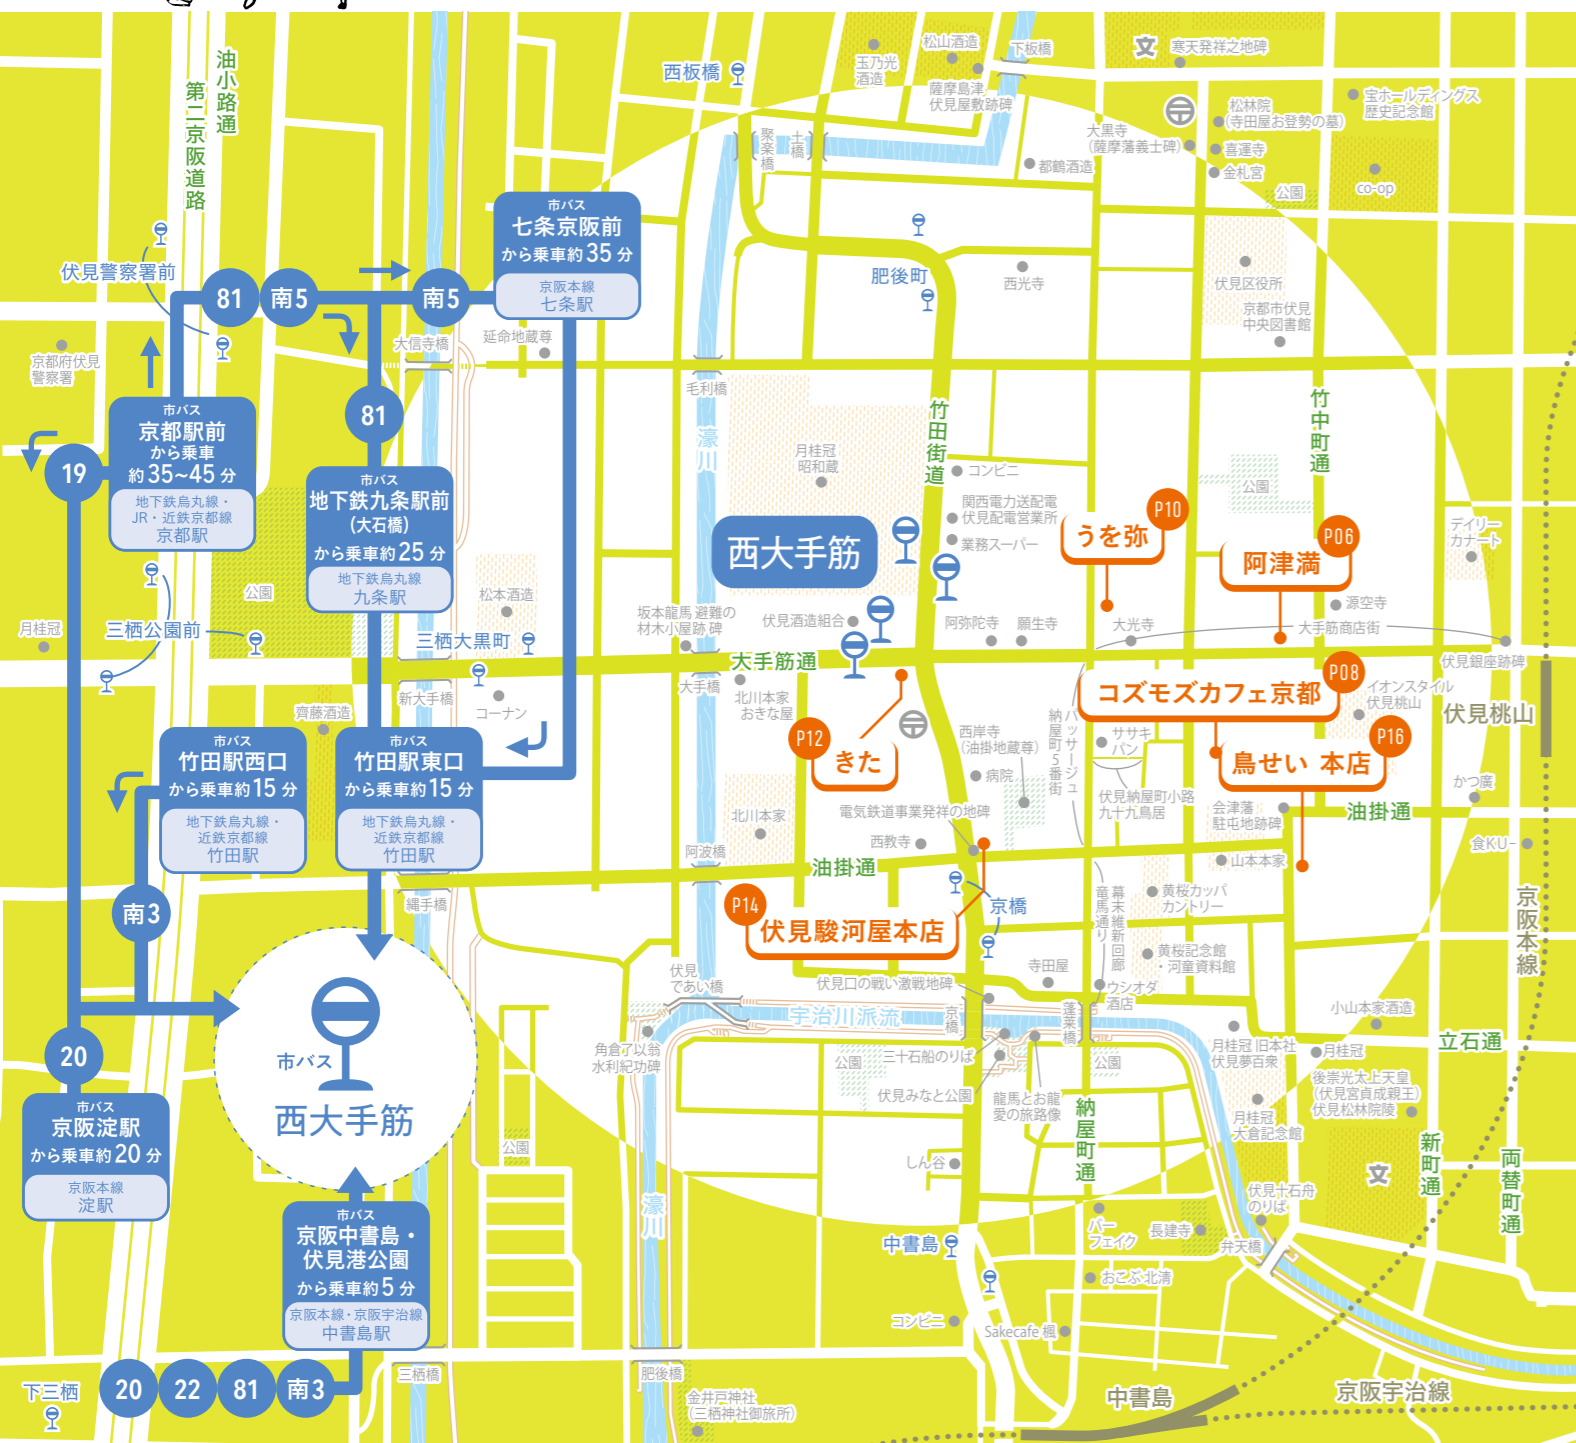 油小路通
第二京阪道路
西板橋
玉乃光
酒造
松山酒造
下板橋
薩摩島津
伏見屋敷跡碑
文
寒天発祥之地碑
宝ホールディングス
歴史記念館
松林院
(寺田屋お登勢の墓)
大黒寺
(薩摩藩義士碑)
喜運寺
金札宮
公園
co-op
聚楽橋
土橋
都鶴酒造
市バス
七条京阪前
から乗車約35分
京阪本線
七条駅
伏見警察署前
81
南5
南5
肥後町
西光寺
伏見区役所
京都市伏見
中央図書館
京都府伏見
警察署
大信寺橋
延命地蔵尊
毛利橋
濠川
市バス
京都駅前
から乗車
約35~45分
地下鉄烏丸線・
JR・近鉄京都線
京都駅
19
81
市バス
地下鉄九条駅前
(大石橋)
から乗車約25分
地下鉄烏丸線
九条駅
月桂冠
昭和蔵
竹田街道
コンビニ
関西電力送配電
伏見配電営業所
業務スーパー
竹中町通
公園
デイリー
カナート
P10
うを弥
P06
阿津満
西大手筋
公園
松本酒造
月桂冠
三栖公園前
三栖大黒町
坂本龍馬 避難の
材木小屋跡 碑
伏見酒造組合
阿弥陀寺
願生寺
大光寺
源空寺
大手筋商店街
伏見銀座跡碑
大手筋通
新大手橋
コーナン
大手橋
北川本家
おきな屋
齊藤酒造
P08
コズモズカフェ京都
イオンスタイル
伏見桃山
伏見桃山
市バス
竹田駅西口
から乗車約15分
地下鉄烏丸線・
近鉄京都線
竹田駅
市バス
竹田駅東口
から乗車約15分
地下鉄烏丸線・
近鉄京都線
竹田駅
P12
きた
西岸寺
(油掛地蔵尊)
病院
パッサージュ
納屋町5番街
ササキ
パン
P16
鳥せい 本店
かつ廣
北川本家
電気鉄道事業発祥の地碑
伏見納屋町小路
九十九鳥居
会津藩
駐屯地跡碑
油掛通
食KU-
西教寺
阿波橋
油掛通
山本本家
縄手橋
南3
P14
伏見駿河屋本店
京橋
幕末維新回廊
竜馬通り
黄桜カッパ
カントリー
黄桜記念館
・河童資料館
京阪本線
伏見
であい橋
伏見口の戦い激戦地碑
寺田屋
ウシオダ
酒店
宇治川派流
京橋
蓬莱橋
小山本家酒造
市バス
西大手筋
20
角倉了以翁
水利紀功碑
公園
三十石船のりば
伏見みなと公園
龍馬とお龍
愛の旅路像
公園
月桂冠 旧本社
伏見夢百衆
月桂冠
立石通
後崇光太上天皇
(伏見宮貞成親王)
伏見松林院陵
月桂冠
大倉記念館
納屋町通
市バス
京阪淀駅
から乗車約20分
京阪本線
淀駅
公園
しん谷
新町通
文
両替町通
濠川
市バス
京阪中書島・
伏見港公園
から乗車約5分
京阪本線・京阪宇治線
中書島駅
中書島
バー
フェイク
長建寺
伏見十石舟
のりば
弁天橋
おこぶ北清
コンビニ
Sakecafe 楓
下三栖
20
22
81
南3
三栖橋
肥後橋
金井戸神社
(三栖神社御旅所)
中書島
京阪宇治線